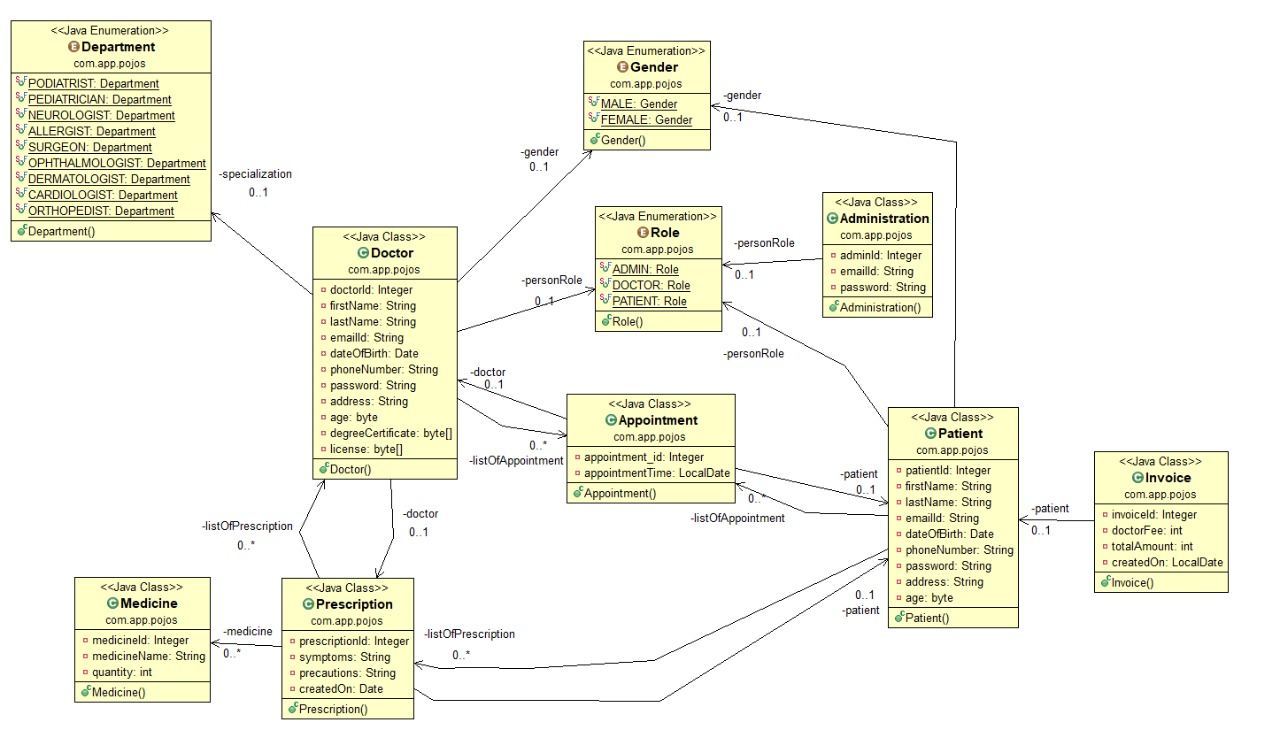 <<Java Enumeration>>
Department
com.app.pojos
PODIATRIST: Department
PEDIATRICIAN: Department
NEUROLOGIST: Department
ALLERGIST: Department
SURGEON: Department
OPHTHALMOLOGIST: Department
DERMATOLOGIST: Department
CARDIOLOGIST: Department
ORTHOPEDIST: Department
Department()
-specialization
0..1
<<Java Enumeration>>
Gender
com.app.pojos
MALE: Gender
FEMALE: Gender
Gender()
-gender
0..1
-gender
0..1
<<Java Enumeration>>
Role
com.app.pojos
ADMIN: Role
DOCTOR: Role
PATIENT: Role
Role()
-personRole
0..1
-personRole
0..1
0..1
-personRole
<<Java Class>>
Administration
com.app.pojos
adminId: Integer
emailId: String
password: String
Administration()
<<Java Class>>
Doctor
com.app.pojos
doctorId: Integer
firstName: String
lastName: String
emailId: String
dateOfBirth: Date
phoneNumber: String
password: String
address: String
age: byte
degreeCertificate: byte[]
license: byte[]
Doctor()
-doctor
0..1
0..*
-listOfAppointment
<<Java Class>>
Appointment
com.app.pojos
appointment_id: Integer
appointmentTime: LocalDate
Appointment()
-patient
0..1
0..*
-listOfAppointment
<<Java Class>>
Patient
com.app.pojos
patientId: Integer
firstName: String
lastName: String
emailId: String
dateOfBirth: Date
phoneNumber: String
password: String
address: String
age: byte
Patient()
-patient
0..1
<<Java Class>>
Invoice
com.app.pojos
invoiceId: Integer
doctorFee: int
totalAmount: int
createdOn: LocalDate
Invoice()
-listOfPrescription
0..*
-doctor
0..1
<<Java Class>>
Medicine
com.app.pojos
medicineId: Integer
medicineName: String
quantity: int
Medicine()
-medicine
0..*
<<Java Class>>
Prescription
com.app.pojos
prescriptionId: Integer
symptoms: String
precautions: String
createdOn: Date
Prescription()
-listOfPrescription
0..*
0..1
-patient